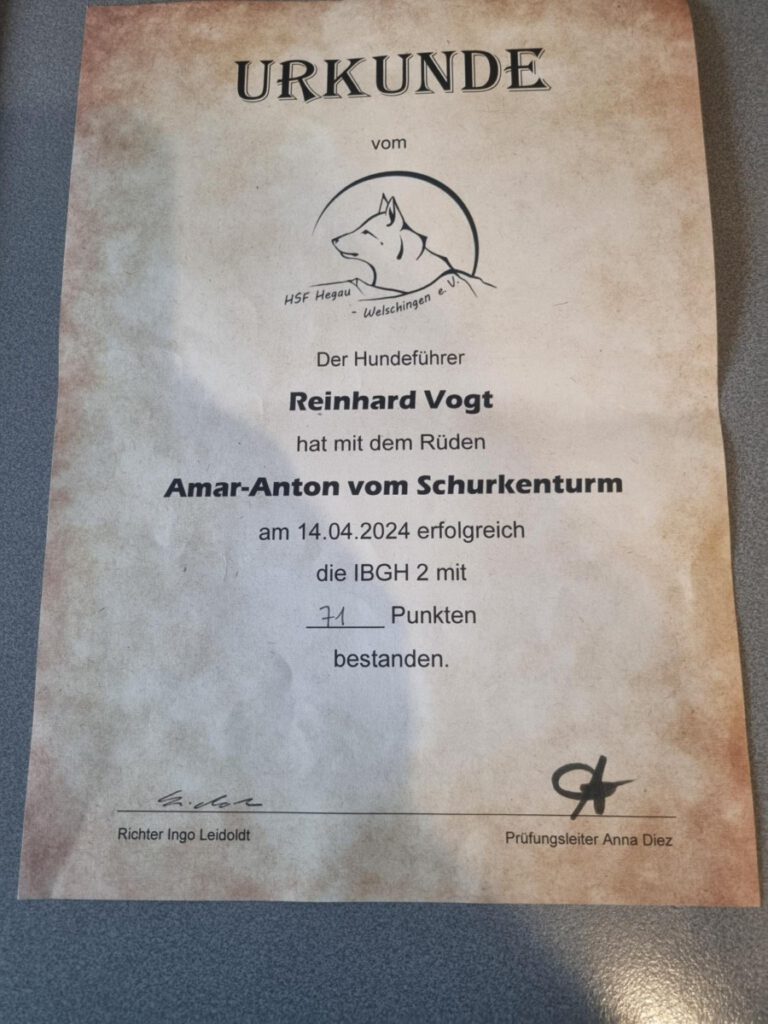 URKUNDE
vom
HSF Hegau
- Welschingen e.V.
Der Hundeführer
Reinhard Vogt
hat mit dem Rüden
Amar-Anton vom Schurkenturm
am 14.04.2024 erfolgreich
die IBGH 2 mit
71 Punkten
bestanden.
Richter Ingo Leidoldt
Prüfungsleiter Anna Diez